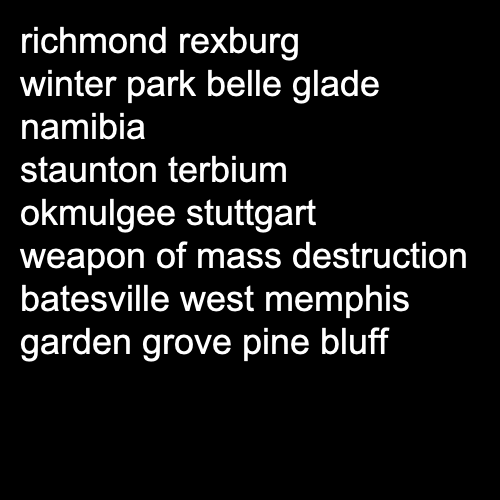 richmond rexburg
winter park belle glade
namibia
staunton terbium
okmulgee stuttgart
weapon of mass destruction
batesville west memphis
garden grove pine bluff